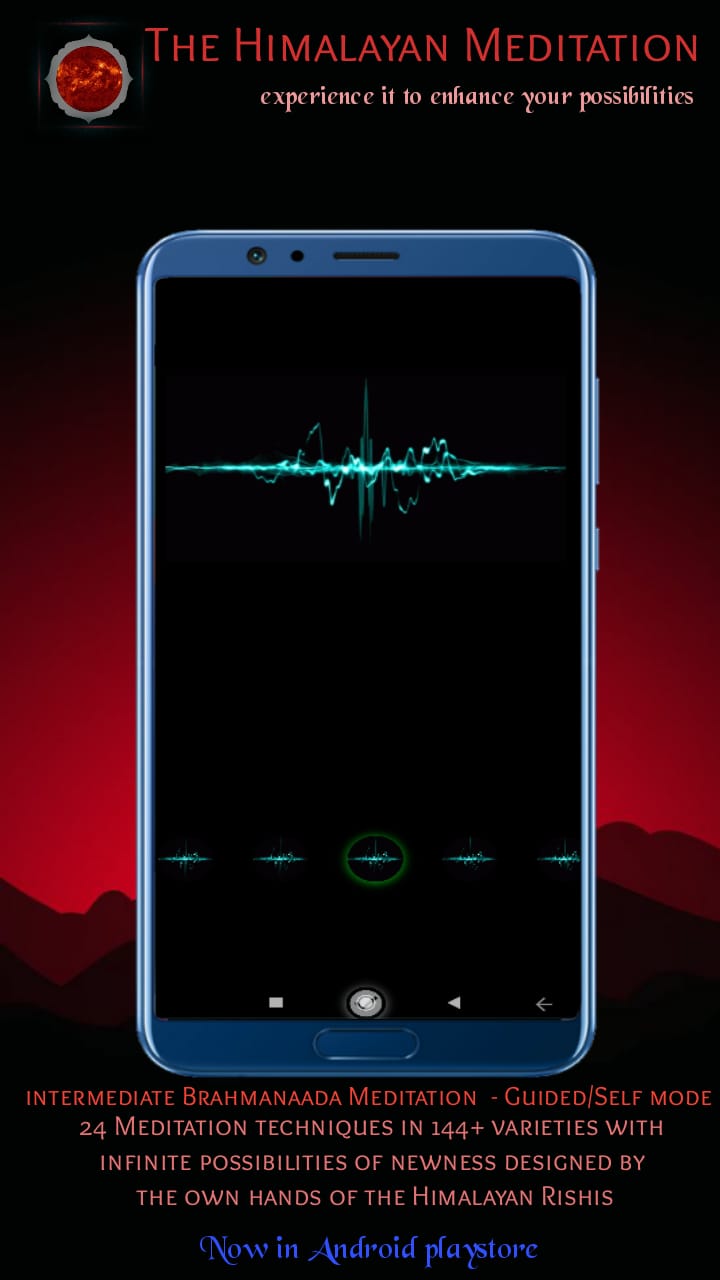 The Himalayan Meditation
experience it to enhance your possibilities
intermediate Brahmanaada Meditation - Guided/Self mode
24 Meditation techniques in 144+ varieties with
infinite possibilities of newness designed by
the own hands of the Himalayan Rishis
Now in Android playstore